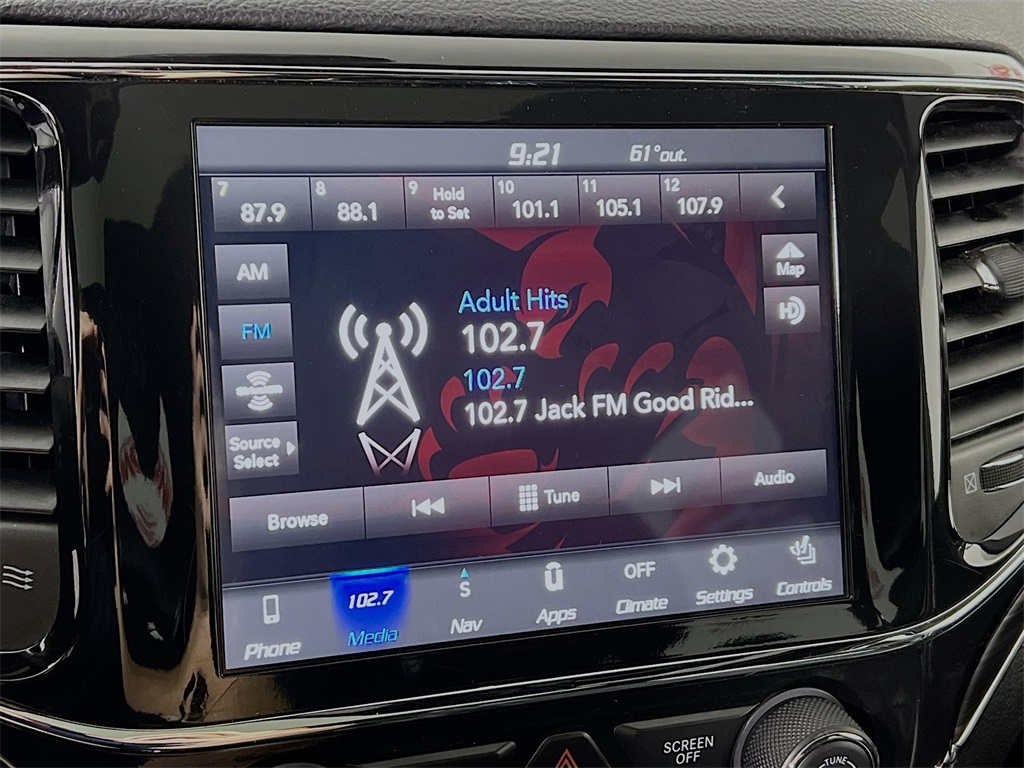 9:21 61°out.
7 87.9 8 88.1 9 Hold to Set 10 101.1 11 105.1 12 107.9
AM
Map
FM
HD
Adult Hits
102.7
102.7
102.7 Jack FM Good Rid...
Source
Select
Browse Tune Audio
Phone 102.7 Media S Nav Apps OFF Climate Settings Controls
SCREEN
OFF
TUNE